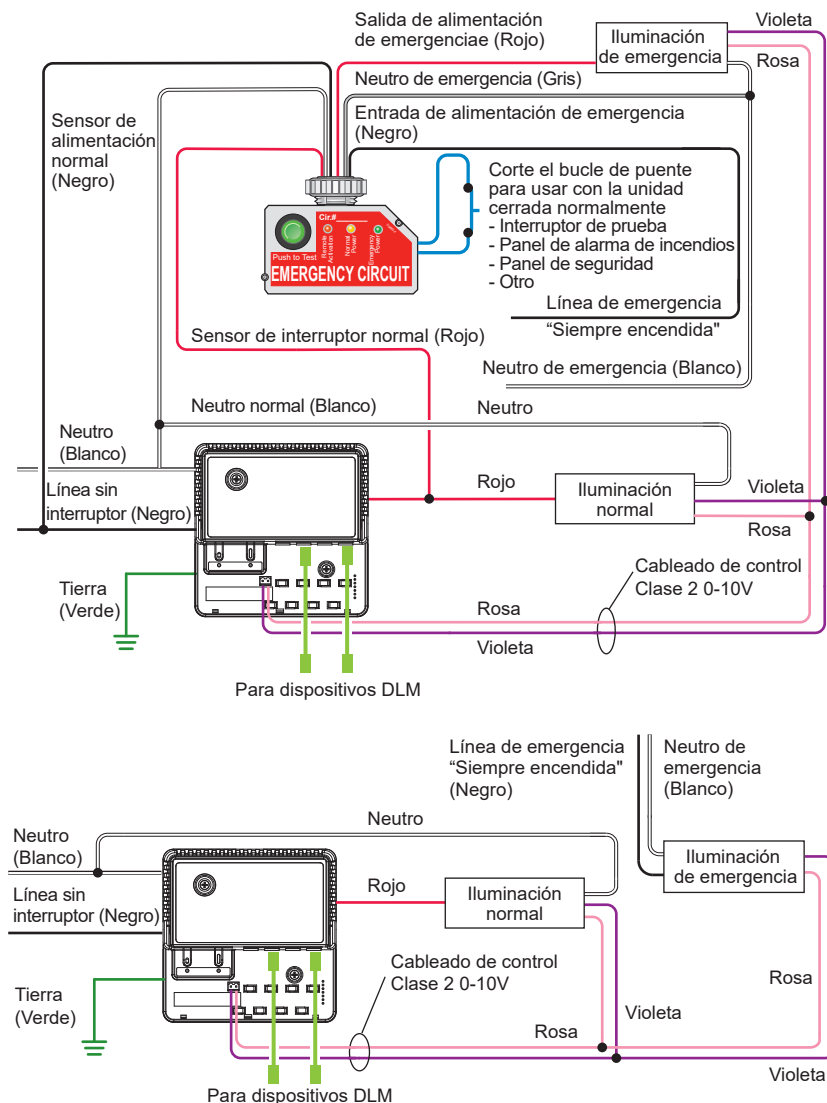 Salida de alimentación
de emergenciae (Rojo)
Violeta
Iluminación
de emergencia
Rosa
Neutro de emergencia (Gris)
Entrada de alimentación de emergencia
(Negro)
Sensor de
alimentación
normal
(Negro)
Corte el bucle de puente
para usar con la unidad
cerrada normalmente
- Interruptor de prueba
- Panel de alarma de incendios
- Panel de seguridad
- Otro
Cir.#
Push to Test
Remote
Activation
Normal
Power
Emergency
Power
EMERGENCY CIRCUIT
Línea de emergencia
“Siempre encendida"
Sensor de interruptor normal (Rojo)
Neutro de emergencia (Blanco)
Neutro normal (Blanco)
Neutro
Neutro
(Blanco)
Línea sin
interruptor (Negro)
Rojo
Iluminación
normal
Violeta
Rosa
Tierra
(Verde)
Cableado de control
Clase 2 0-10V
Rosa
Violeta
Para dispositivos DLM
Línea de emergencia
“Siempre encendida"
(Negro)
Neutro de
emergencia
(Blanco)
Neutro
Neutro
(Blanco)
Iluminación
de emergencia
Línea sin
interruptor (Negro)
Rojo
Iluminación
normal
Cableado de control
Clase 2 0-10V
Rosa
Tierra
(Verde)
Violeta
Rosa
Violeta
Para dispositivos DLM